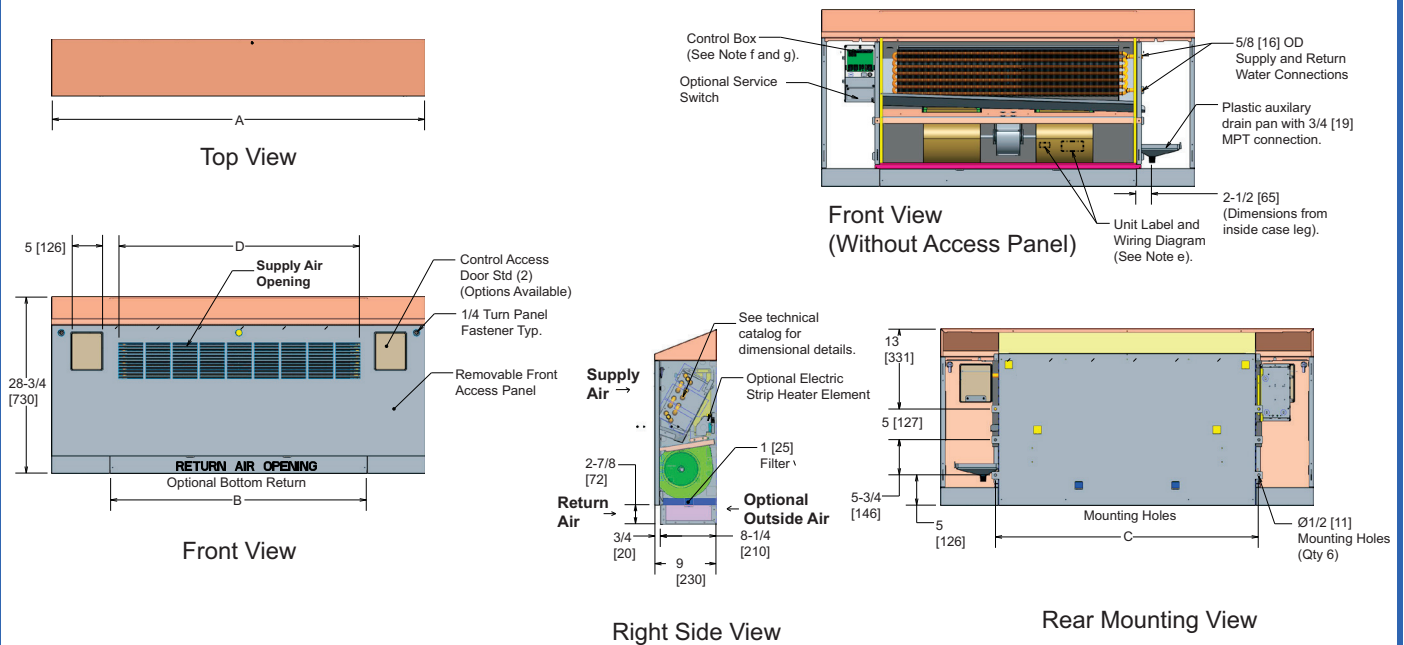 A
Top View
Control Box
(See Note f and g).
Optional Service
Switch
5/8 [16] OD
Supply and Return
Water Connections
Plastic auxilary
drain pan with 3/4 [19]
MPT connection.
2-1/2 [65]
(Dimensions from
inside case leg).
Unit Label and
Wiring Diagram
(See Note e).
Front View
(Without Access Panel)
5 [126]
D
Supply Air
Opening
Control Access
Door Std (2)
(Options Available)
1/4 Turn Panel
Fastener Typ.
Removable Front
Access Panel
28-3/4
[730]
RETURN AIR OPENING
Optional Bottom Return
B
Front View
See technical
catalog for
dimensional details.
Supply
Air
Optional Electric
Strip Heater Element
1 [25]
Filter
2-7/8
[72]
Return
Air
Optional
Outside Air
3/4
[20]
8-1/4
[210]
9
[230]
Right Side View
13
[331]
5 [127]
5-3/4
[146]
5
[126]
Mounting Holes
C
Ø1/2 [11]
Mounting Holes
(Qty 6)
Rear Mounting View